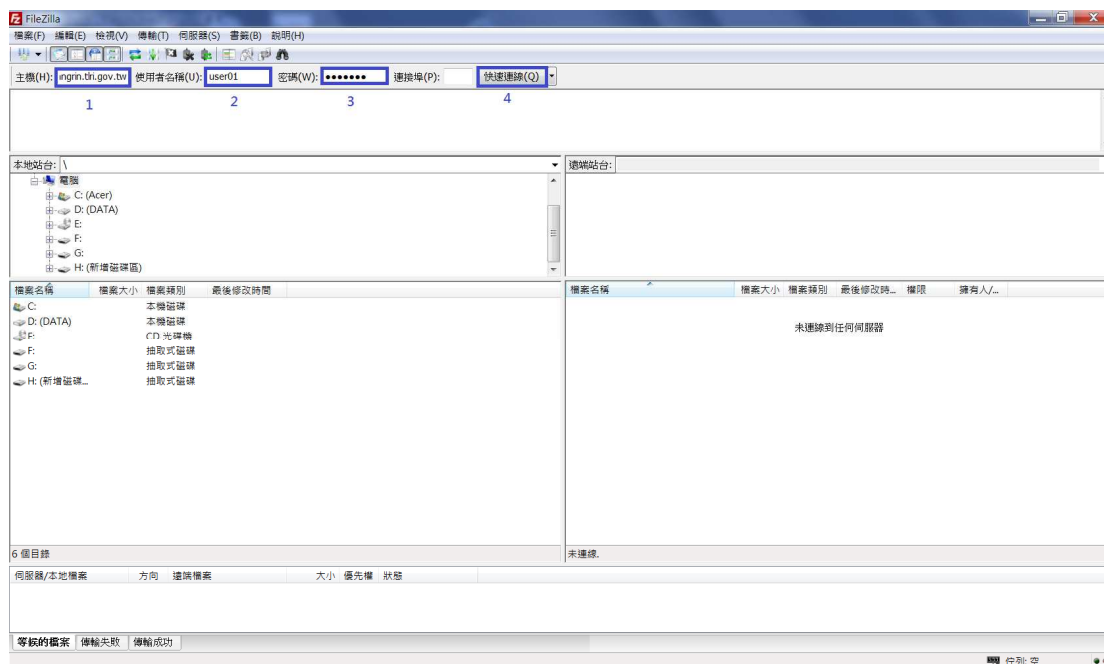 FileZilla
檔案(F) 編輯(E) 檢視(V) 傳輸(T) 伺服器(S) 書籤(B) 說明(H)
主機(H): ngrin.tlri.gov.tw 使用者名稱(U): user01 密碼(W): ●●●●●●● 連接埠(P): 快速連線(Q)
1 2 3 4
本地站台: \
遠端站台:
電腦
C: (Acer)
D: (DATA)
E:
F:
G:
H: (新增磁碟區)
檔案名稱 檔案大小 檔案類別 最後修改時間
C: 本機磁碟
D: (DATA) 本機磁碟
E: CD 光碟機
F: 抽取式磁碟
G: 抽取式磁碟
H: (新增磁碟... 抽取式磁碟
6 個目錄
檔案名稱 檔案大小 檔案類別 最後修改時... 權限 擁有人/...
未連線到任何伺服器
未連線.
伺服器/本地檔案 方向 遠端檔案 大小 優先權 狀態
等候的檔案 傳輸失敗 傳輸成功
佇列: 空